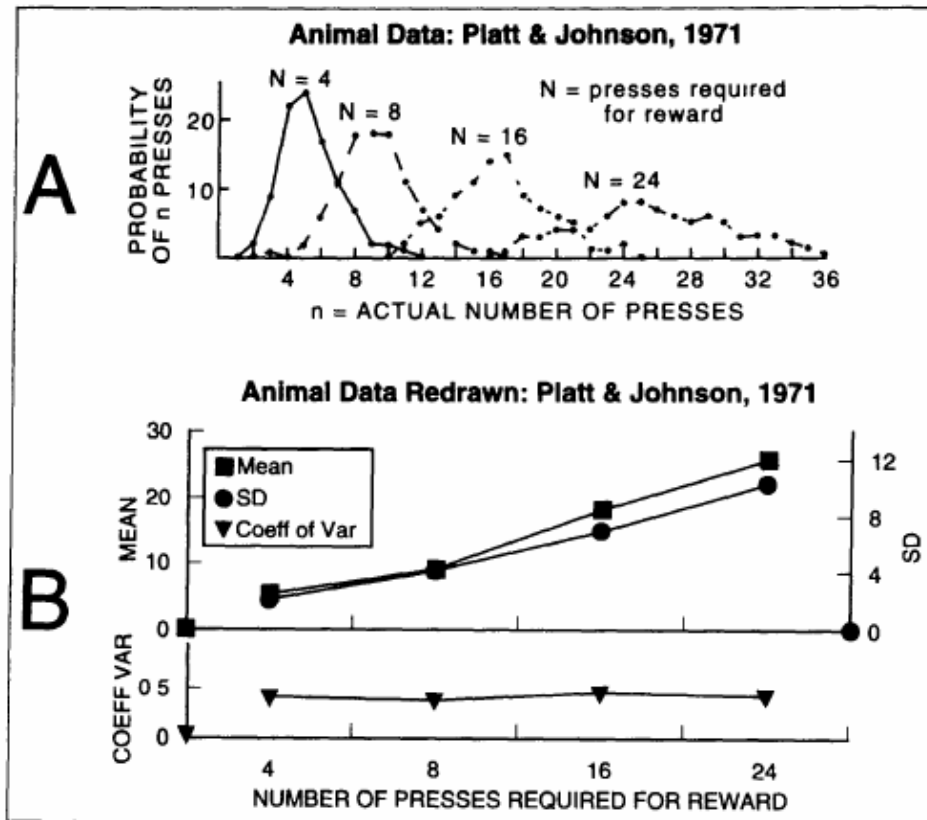 A
Animal Data: Platt & Johnson, 1971
PROBABILITY
OF n PRESSES
20
10
N = 4
N = 8
N = 16
N = 24
N = presses required
for reward
4 8 12 16 20 24 28 32 36
n = ACTUAL NUMBER OF PRESSES
B
Animal Data Redrawn: Platt & Johnson, 1971
MEAN
30
20
10
0
Mean
SD
Coeff of Var
12
8
4
0
SD
COEFF VAR
0 5
0
4 8 16 24
NUMBER OF PRESSES REQUIRED FOR REWARD